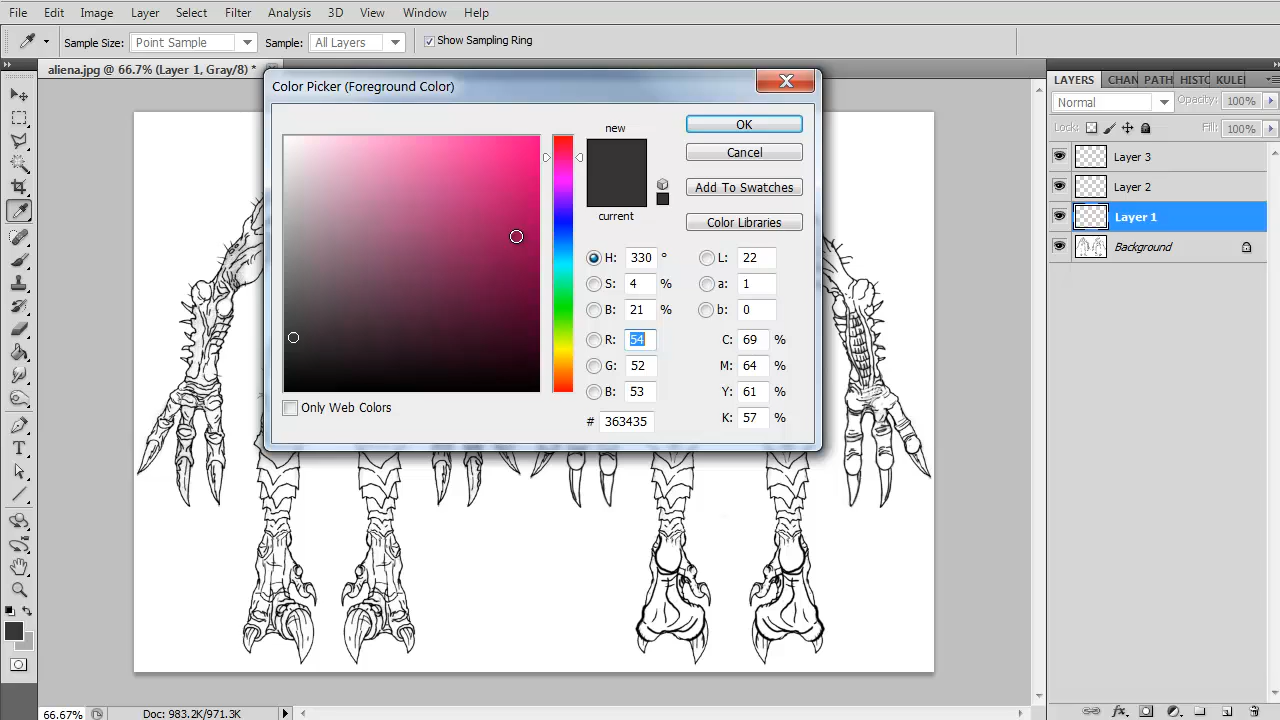 File Edit Image Layer Select Filter Analysis 3D View Window Help
Sample Size: Point Sample Sample: All Layers Show Sampling Ring
aliena.jpg @ 66.7% (Layer 1, Gray/8) *
Color Picker (Foreground Color)
new
current
OK
Cancel
Add To Swatches
Color Libraries
H: 330 °
S: 4 %
B: 21 %
R: 54
G: 52
B: 53
# 363435
L: 22
a: 1
b: 0
C: 69 %
M: 64 %
Y: 61 %
K: 57 %
Only Web Colors
LAYERS CHAN PATH HISTC KULEI
Normal Opacity: 100%
Lock: Fill: 100%
Layer 3
Layer 2
Layer 1
Background
66.67% Doc: 983.2K/971.3K